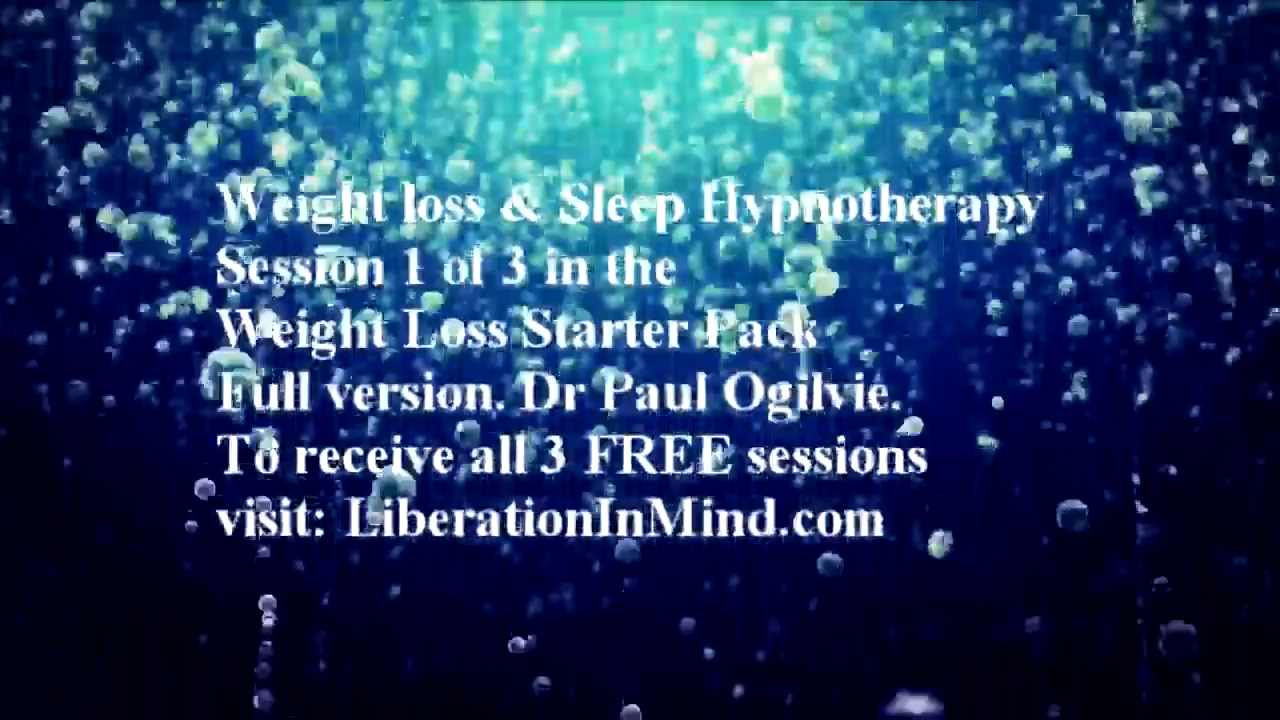 Weight loss & Sleep Hypnotherapy
Session 1 of 3 in the
Weight Loss Starter Pack
Full version. Dr Paul Ogilvie.
To receive all 3 FREE sessions
visit: LiberationInMind.com